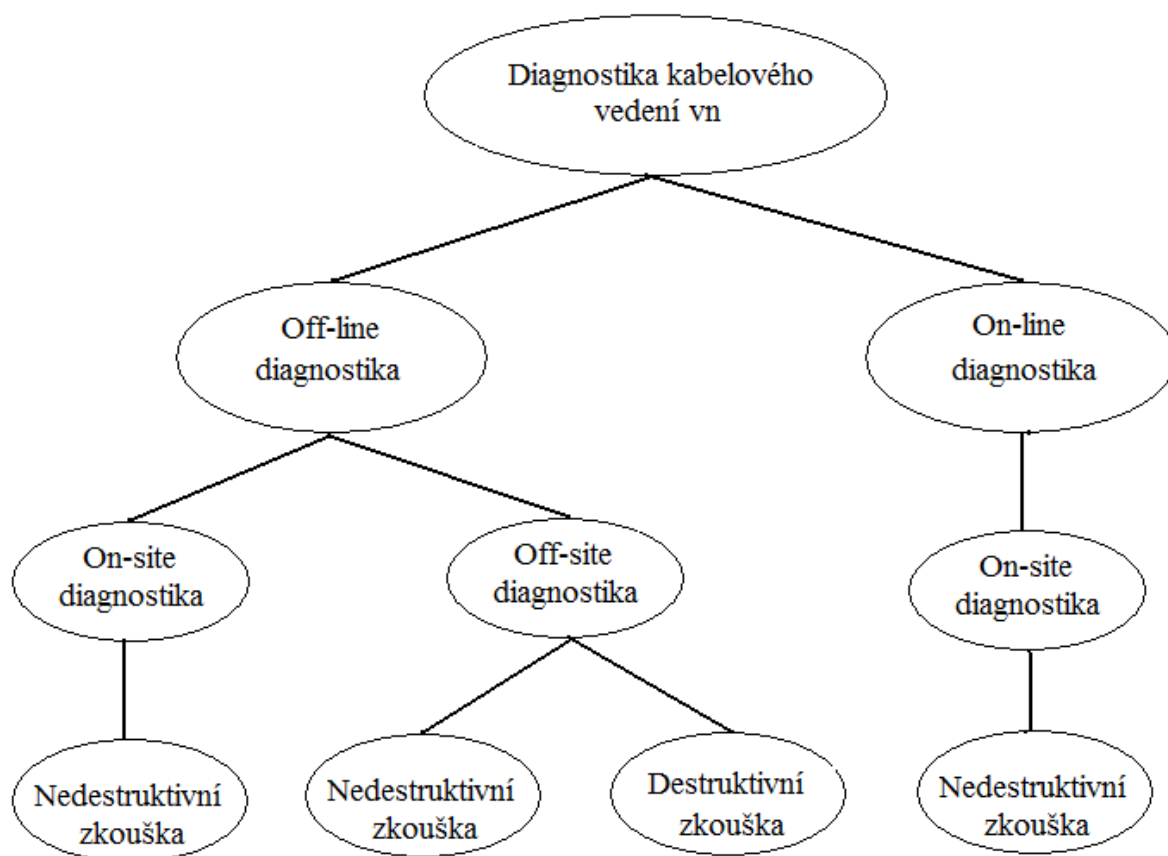 Diagnostika kabelového
vedení vn
Off-line
diagnostika
On-line
diagnostika
On-site
diagnostika
Off-site
diagnostika
On-site
diagnostika
Nedestruktivní
zkouška
Nedestruktivní
zkouška
Destruktivní
zkouška
Nedestruktivní
zkouška